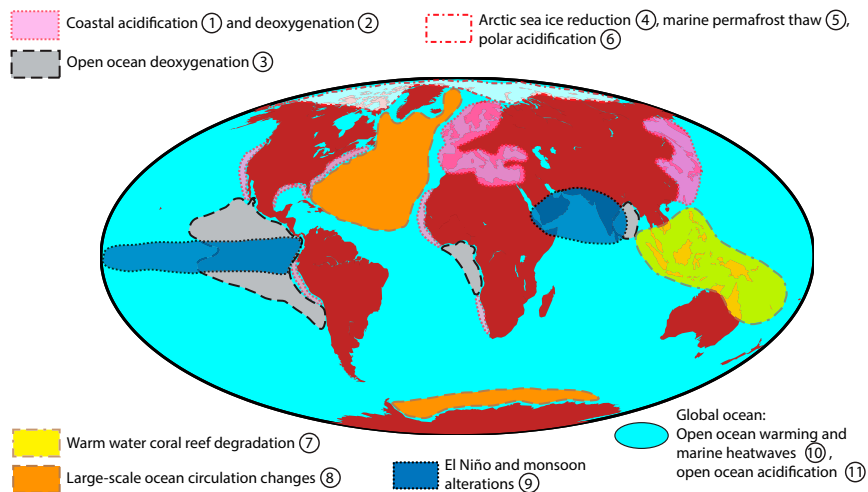 Coastal acidification ① and deoxygenation ②
Open ocean deoxygenation ③
Arctic sea ice reduction ④, marine permafrost thaw ⑤,
polar acidification ⑥
Warm water coral reef degradation ⑦
Large-scale ocean circulation changes ⑧
El Niño and monsoon
alterations ⑨
Global ocean:
Open ocean warming and
marine heatwaves ⑩ ,
open ocean acidification ⑪